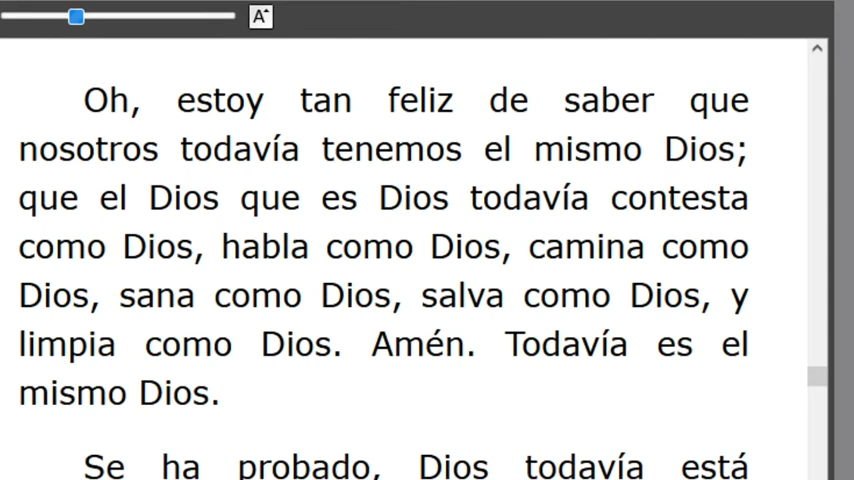 A
Oh, estoy tan feliz de saber que
nosotros todavía tenemos el mismo Dios;
que el Dios que es Dios todavía contesta
como Dios, habla como Dios, camina como
Dios, sana como Dios, salva como Dios, y
limpia como Dios. Amén. Todavía es el
mismo Dios.
Se ha probado, Dios todavía está